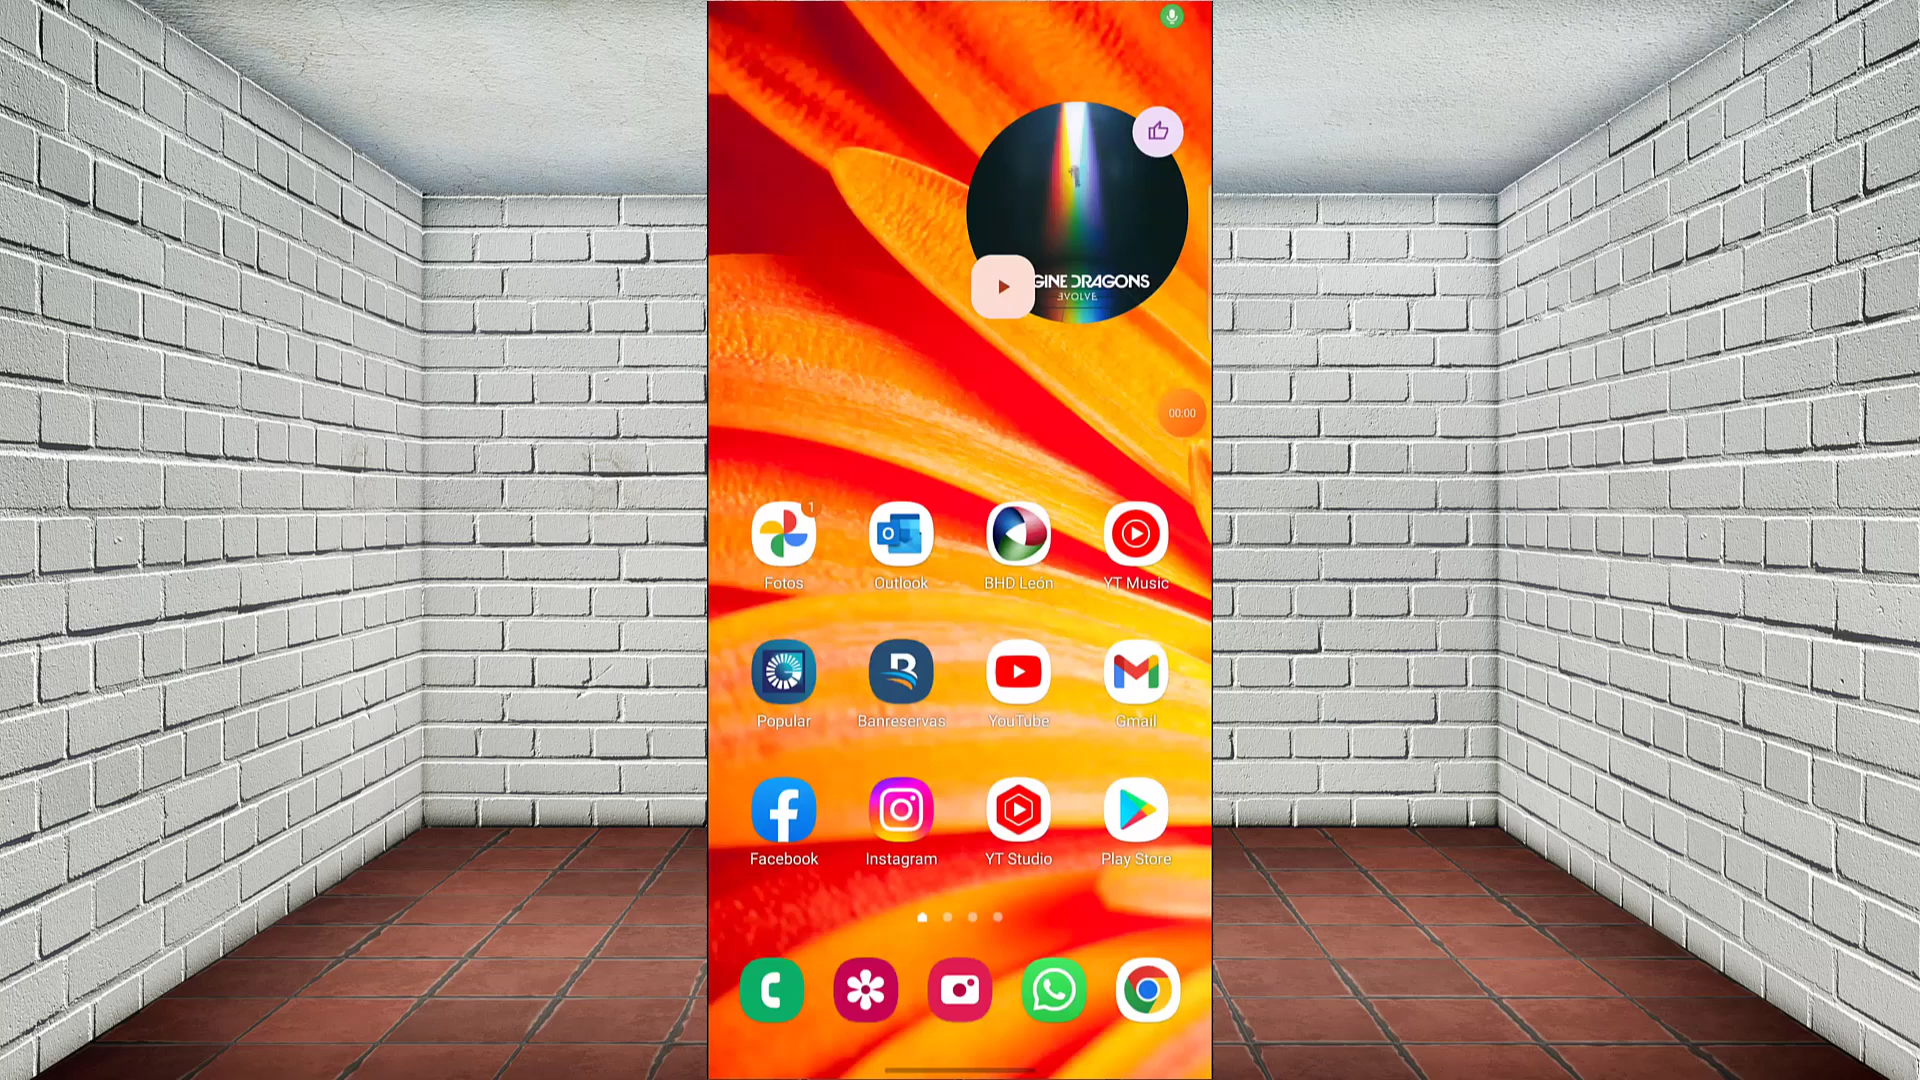 GINE DRAGONS
EVOLVE
00:00
1
Fotos
Outlook
BHD León
YT Music
Popular
Banreservas
YouTube
Gmail
Facebook
Instagram
YT Studio
Play Store